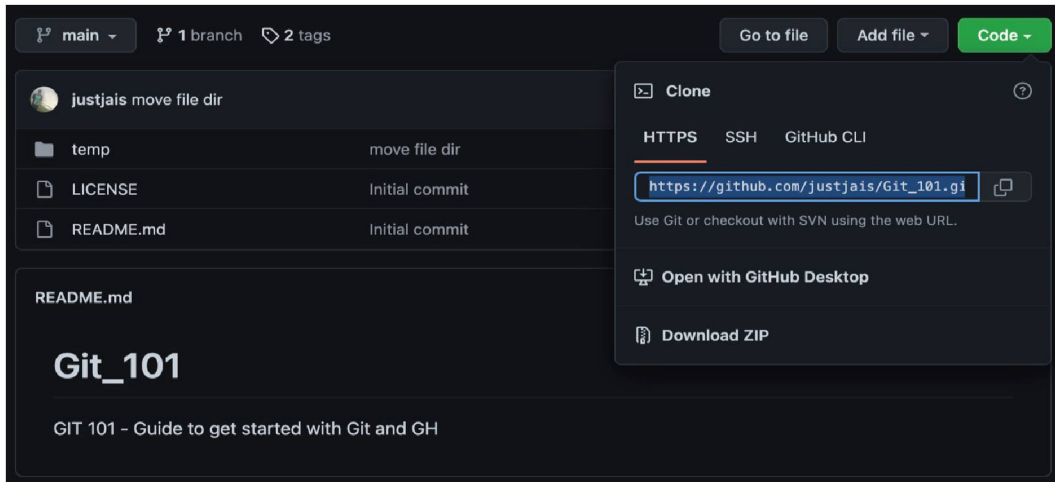 main 1 branch 2 tags Go to file Add file Code
justjais move file dir
temp move file dir
LICENSE Initial commit
README.md Initial commit
Clone
HTTPS SSH GitHub CLI
https://github.com/justjais/Git_101.gi
Use Git or checkout with SVN using the web URL.
Open with GitHub Desktop
Download ZIP
README.md
Git_101
GIT 101 - Guide to get started with Git and GH